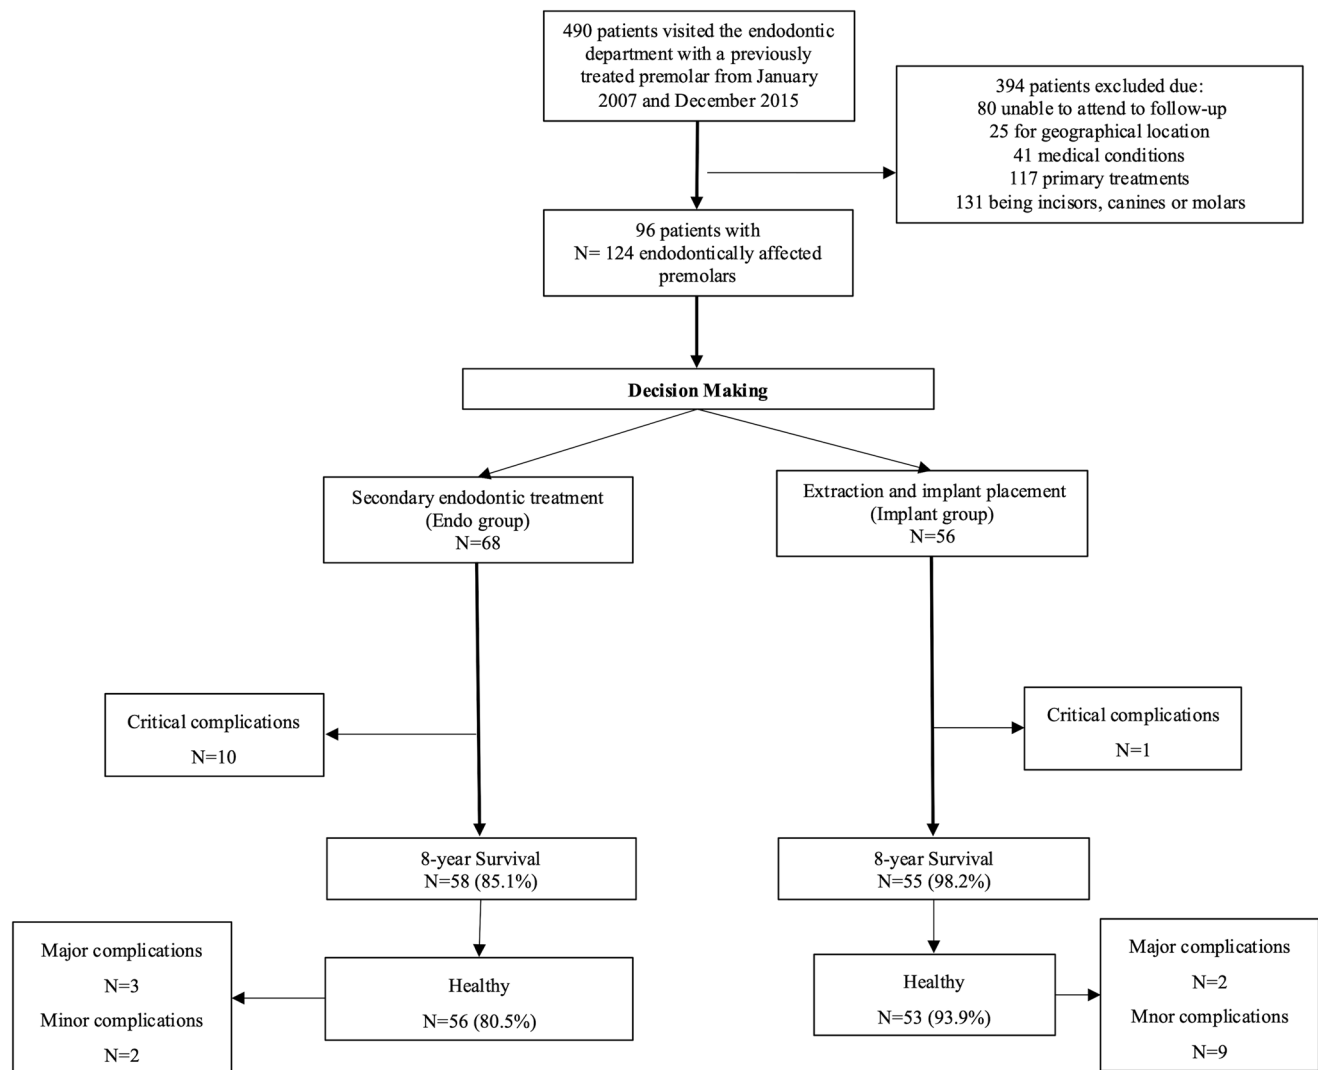 490 patients visited the endodontic
department with a previously
treated premolar from January
2007 and December 2015
394 patients excluded due:
80 unable to attend to follow-up
25 for geographical location
41 medical conditions
117 primary treatments
131 being incisors, canines or molars
96 patients with
N= 124 endodontically affected
premolars
Decision Making
Secondary endodontic treatment
(Endo group)
N=68
Extraction and implant placement
(Implant group)
N=56
Critical complications
N=10
Critical complications
N=1
8-year Survival
N=58 (85.1%)
8-year Survival
N=55 (98.2%)
Major complications
N=3
Minor complications
N=2
Healthy
N=56 (80.5%)
Healthy
N=53 (93.9%)
Major complications
N=2
Mnor complications
N=9